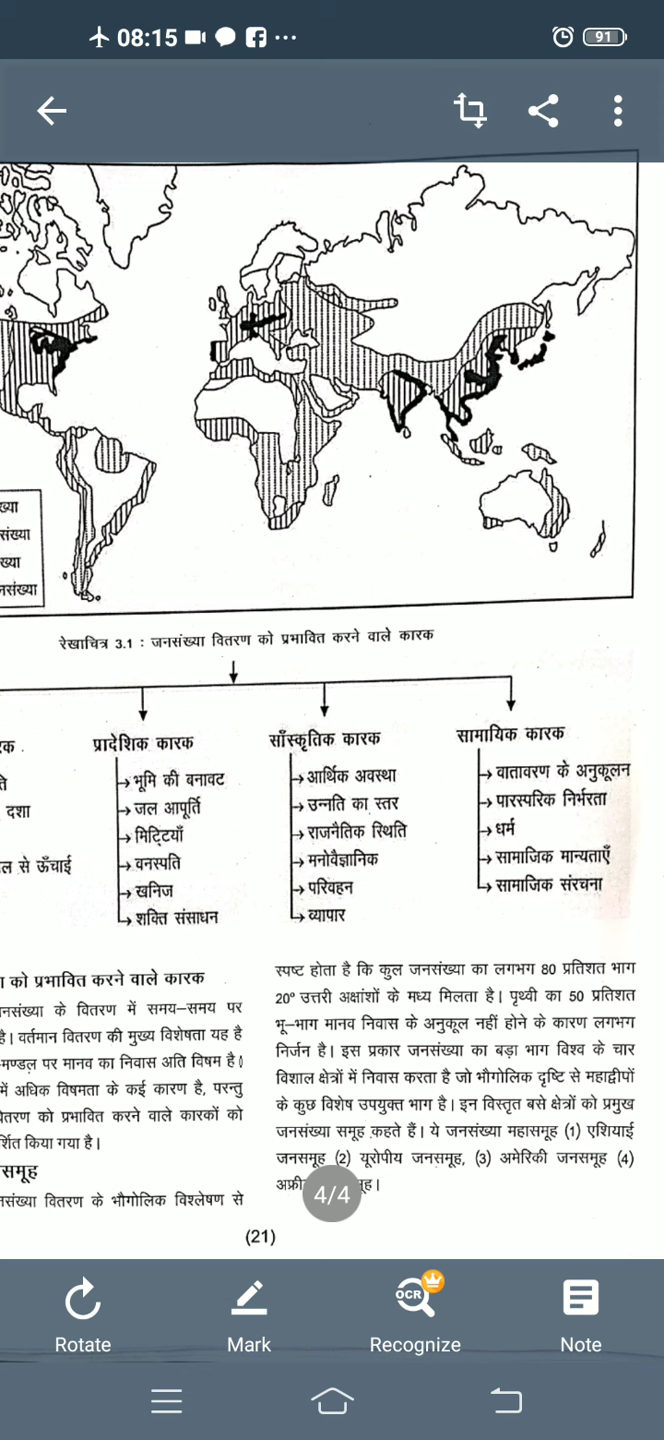 08:15
91
ख्या
संख्या
ख्या
नसंख्या
रेखाचित्र 3.1 : जनसंख्या वितरण को प्रभावित करने वाले कारक
प्रादेशिक कारक
साँस्कृतिक कारक
सामायिक कारक
दशा
ल से ऊँचाई
भूमि की बनावट
जल आपूर्ति
मिट्टियाँ
वनस्पति
खनिज
शक्ति संसाधन
आर्थिक अवस्था
उन्नति का स्तर
राजनैतिक स्थिति
मनोवैज्ञानिक
परिवहन
व्यापार
वातावरण के अनुकूलन
पारस्परिक निर्भरता
धर्म
सामाजिक मान्यताएँ
सामाजिक संरचना
को प्रभावित करने वाले कारक
नसंख्या के वितरण में समय–समय पर
है। वर्तमान वितरण की मुख्य विशेषता यह है
मण्डल पर मानव का निवास अति विषम है।
में अधिक विषमता के कई कारण है, परन्तु
वितरण को प्रभावित करने वाले कारकों को
र्शित किया गया है।
समूह
नसंख्या वितरण के भौगोलिक विश्लेषण से
स्पष्ट होता है कि कुल जनसंख्या का लगभग 80 प्रतिशत भाग
20º उत्तरी अक्षांशों के मध्य मिलता है। पृथ्वी का 50 प्रतिशत
भू–भाग मानव निवास के अनुकूल नहीं होने के कारण लगभग
निर्जन है। इस प्रकार जनसंख्या का बड़ा भाग विश्व के चार
विशाल क्षेत्रों में निवास करता है जो भौगोलिक दृष्टि से महाद्वीपों
के कुछ विशेष उपयुक्त भाग है। इन विस्तृत बसे क्षेत्रों को प्रमुख
जनसंख्या समूह कहते हैं। ये जनसंख्या महासमूह (1) एशियाई
जनसमूह (2) यूरोपीय जनसमूह, (3) अमेरिकी जनसमूह (4)
4/4
(21)
OCR
Rotate
Mark
Recognize
Note